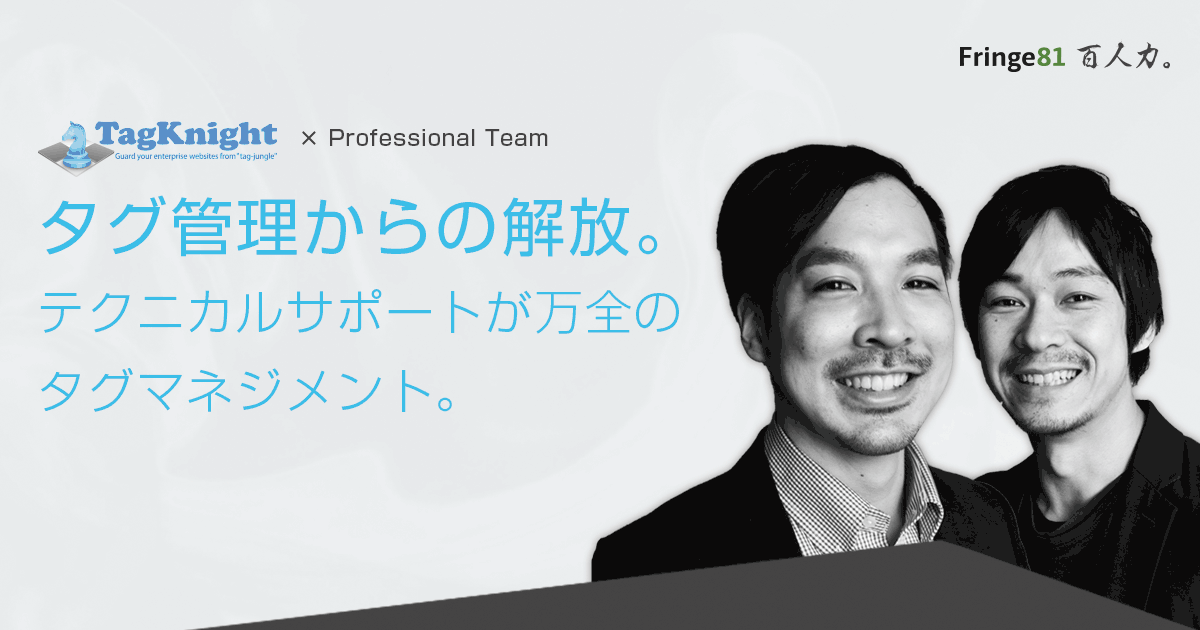 Fringe81 百人力。
TagKnight × Professional Team
Guard your enterprise websites from "tag-jungle"
タグ管理からの解放。
テクニカルサポートが万全の
タグマネジメント。